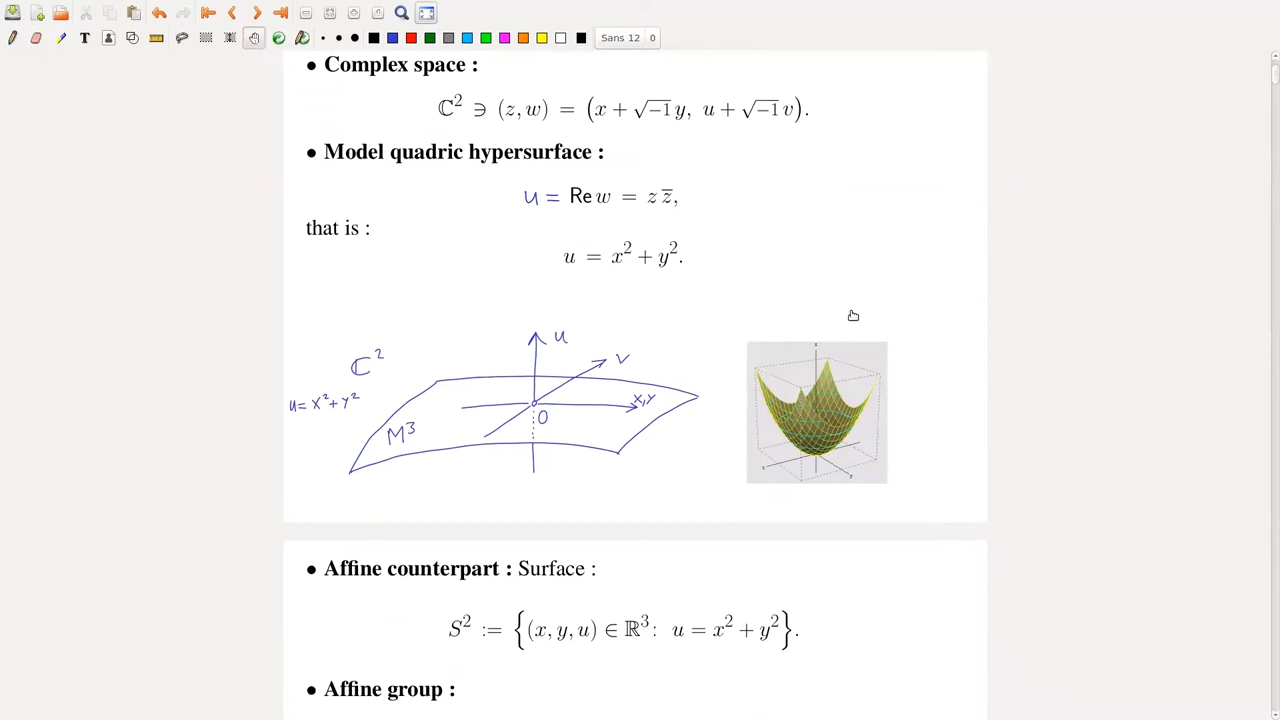 Sans 12 0
• Complex space :
ℂ² ∋ (z, w) = (x + √−1 y, u + √−1 v).
• Model quadric hypersurface :
u = Re w = z z̅,
that is :
u = x² + y².
u
v
ℂ²
x,y
u = x² + y²
0
M³
z
x
y
• Affine counterpart : Surface :
S² := {(x, y, u) ∈ ℝ³: u = x² + y²}.
• Affine group :